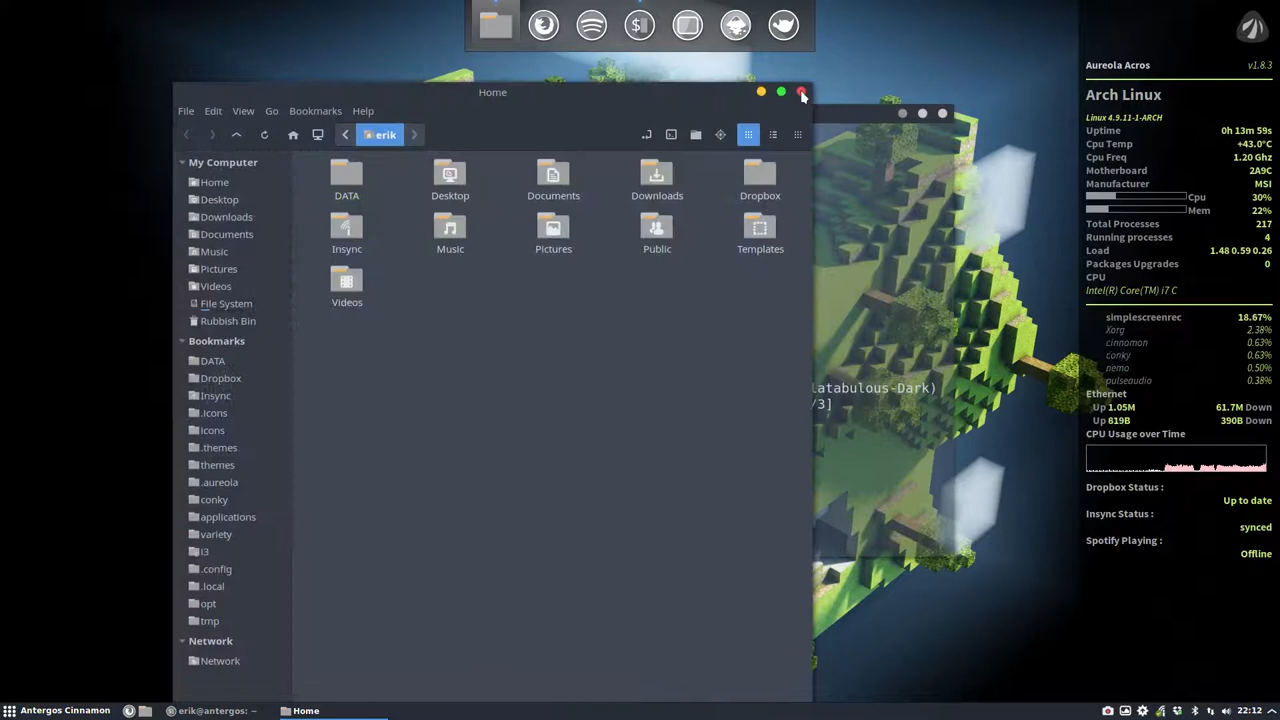 Home
File Edit View Go Bookmarks Help
erik
My Computer
Home
Desktop
Downloads
Documents
Music
Pictures
Videos
File System
Rubbish Bin
Bookmarks
DATA
Dropbox
Insync
.icons
icons
.themes
themes
.aureola
conky
applications
variety
i3
.config
.local
opt
tmp
Network
Network
DATA Desktop Documents Downloads Dropbox
Insync Music Pictures Public Templates
Videos
latabulous-Dark)
/3]
Aureola Acros v1.8.3
Arch Linux
Linux 4.9.11-1-ARCH
Uptime 0h 13m 59s
Cpu Temp +43.0°C
Cpu Freq 1.20 Ghz
Motherboard 2A9C
Manufacturer MSI
Cpu 30%
Mem 22%
Total Processes 217
Running processes 4
Load 1.48 0.59 0.26
Packages Upgrades 0
CPU
Intel(R) Core(TM) i7 C
simplescreenrec 18.67%
Xorg 2.38%
cinnamon 0.63%
conky 0.63%
nemo 0.50%
pulseaudio 0.38%
Ethernet
Up 1.05M 61.7M Down
Up 819B 390B Down
CPU Usage over Time
Dropbox Status :
Up to date
Insync Status :
synced
Spotify Playing :
Offline
Antergos Cinnamon erik@antergos: ~ Home 22:12